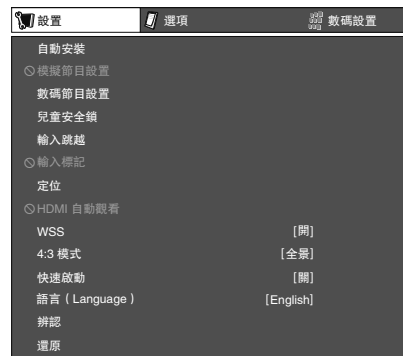 設置 選項 數碼設置
自動安裝
模擬節目設置
數碼節目設置
兒童安全鎖
輸入跳越
輸入標記
定位
HDMI 自動觀看
WSS [開]
4:3 模式 [全景]
快速啟動 [關]
語言（Language） [English]
辨認
還原